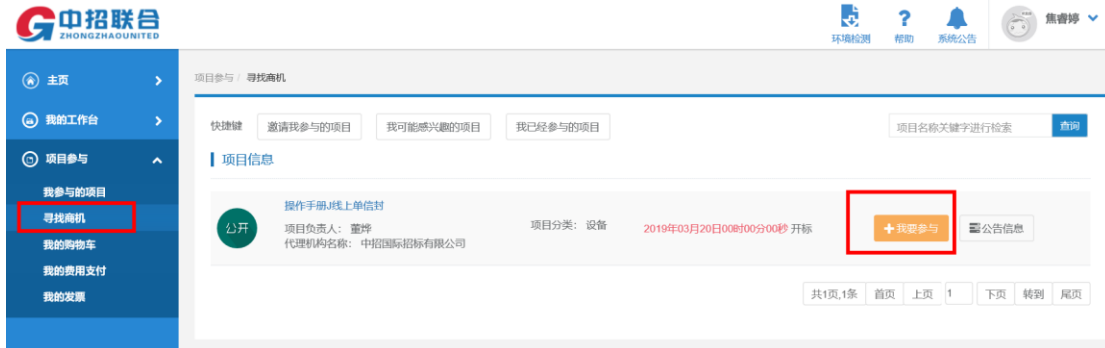 中招联合
ZHONGZHAOUNITED
环境检测
帮助
系统公告
焦睿婷
主页
我的工作台
项目参与
我参与的项目
寻找商机
我的购物车
我的费用支付
我的发票
项目参与 / 寻找商机
快捷键 邀请我参与的项目 我可能感兴趣的项目 我已经参与的项目 项目名称关键字进行检索 查询
项目信息
公开
操作手册J线上单信封
项目负责人： 董烨
代理机构名称： 中招国际招标有限公司
项目分类： 设备
2019年03月20日00时00分00秒 开标
我要参与
公告信息
共1页,1条 首页 上页 1 下页 转到 尾页